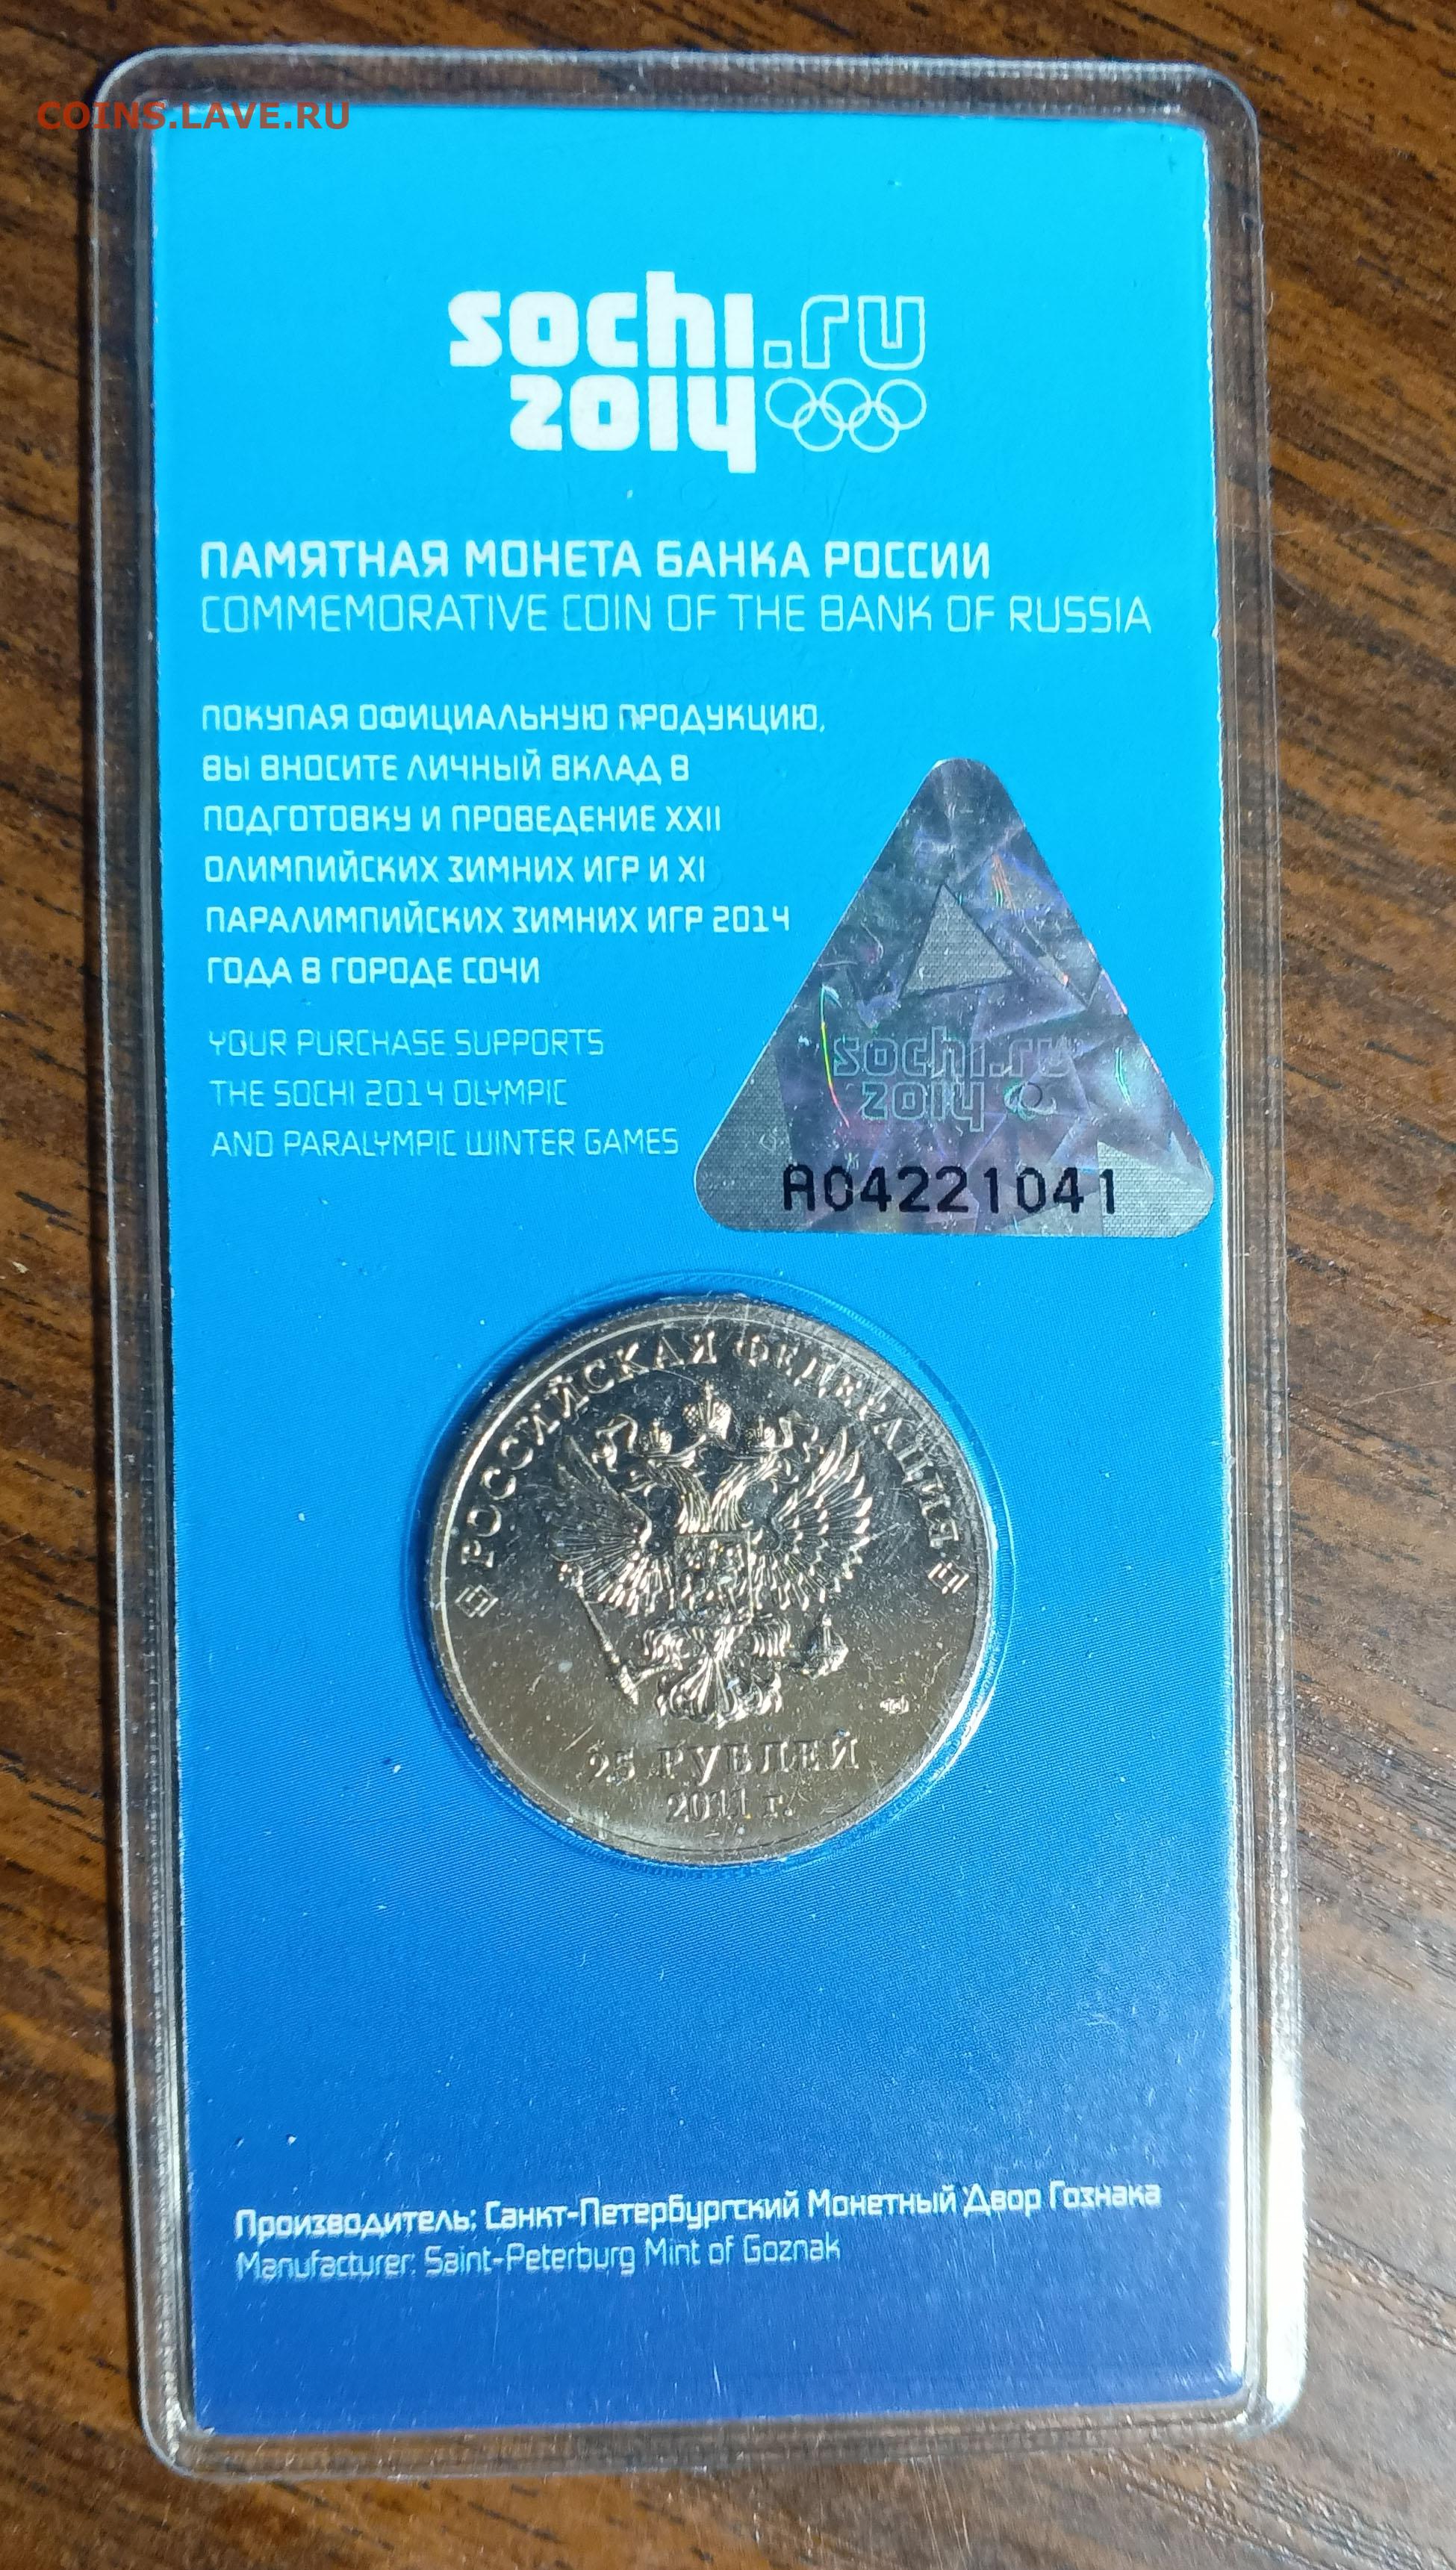 COINS.LAVE.RU
sochi.ru
2014
ПАМЯТНАЯ МОНЕТА БАНКА РОССИИ
COMMEMORATIVE COIN OF THE BANK OF RUSSIA
ПОКУПАЯ ОФИЦИАЛЬНУЮ ПРОДУКЦИЮ,
ВЫ ВНОСИТЕ ЛИЧНЫЙ ВКЛАД В
ПОДГОТОВКУ И ПРОВЕДЕНИЕ XXII
ОЛИМПИЙСКИХ ЗИМНИХ ИГР И XI
ПАРАЛИМПИЙСКИХ ЗИМНИХ ИГР 2014
ГОДА В ГОРОДЕ СОЧИ
YOUR PURCHASE SUPPORTS
THE SOCHI 2014 OLYMPIC
AND PARALYMPIC WINTER GAMES
sochi.ru
2014
A04221041
РОССИЙСКАЯ ФЕДЕРАЦИЯ
25 РУБЛЕЙ
2011 г.
Производитель: Санкт-Петербургский Монетный Двор Гознака
Manufacturer: Saint-Peterburg Mint of Goznak